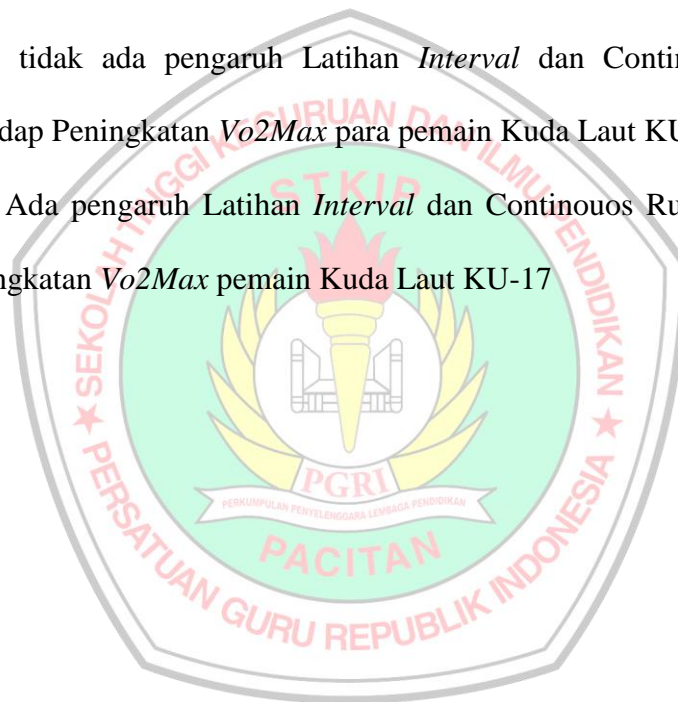 tidak ada pengaruh Latihan Interval dan Contin
dap Peningkatan Vo2Max para pemain Kuda Laut KU
Ada pengaruh Latihan Interval dan Continouos Ru
ngkatan Vo2Max pemain Kuda Laut KU-17
SEKOLAH TINGGI KEGURUAN DAN ILMU PENDIDIKAN
STKIP
PGRI
PERKUMPULAN PENYELENGGARA LEMBAGA PENDIDIKAN
PACITAN
PERSATUAN GURU REPUBLIK INDONESIA